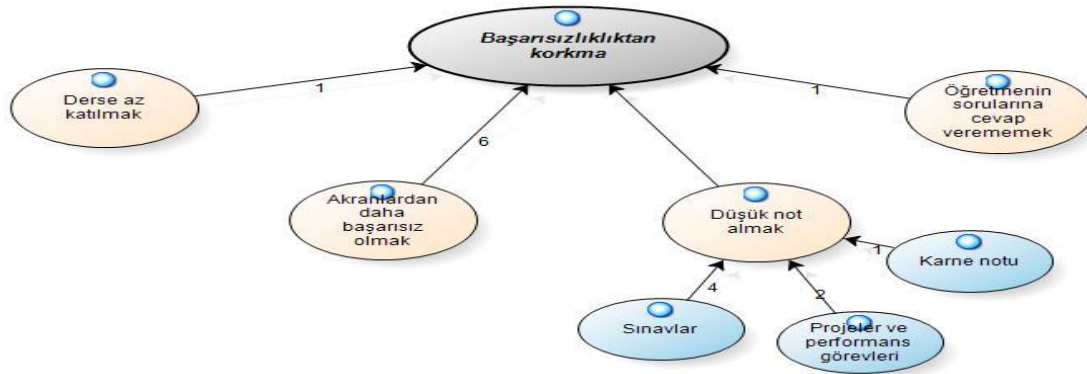 Başarısızlıklıktan
korkma
1
1
Derse az
katılmak
Öğretmenin
sorularına
cevap
verememek
6
Akranlardan
daha
başarısız
olmak
Düşük not
almak
1
Karne notu
4
2
Sınavlar
Projeler ve
performans
görevleri